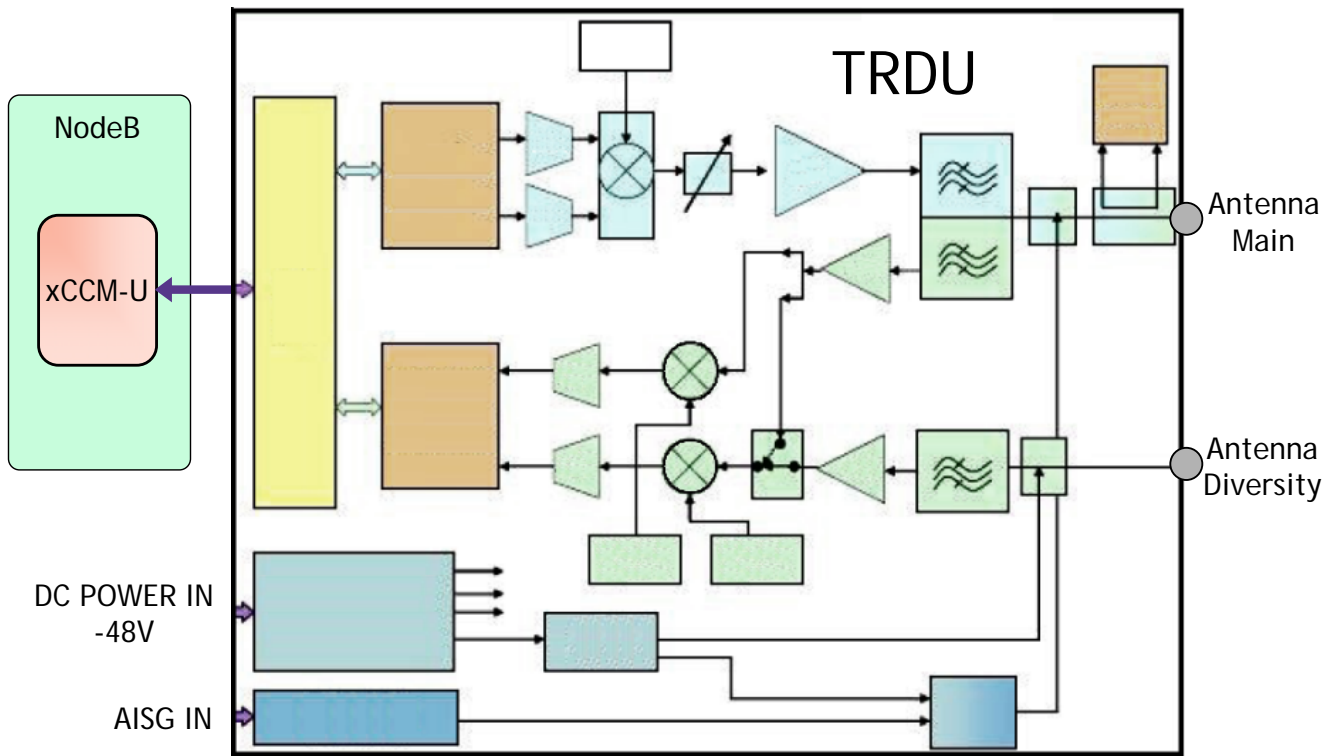 TRDU
NodeB
xCCM-U
Antenna
Main
Antenna
Diversity
DC POWER IN
-48V
AISG IN